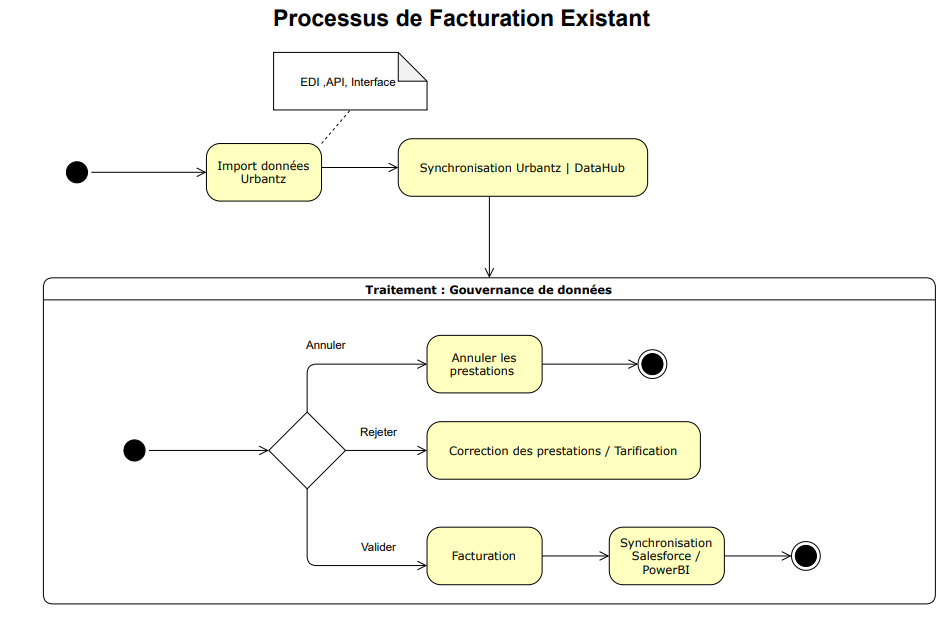 Processus de Facturation Existant
EDI ,API, Interface
Import données
Urbantz
Synchronisation Urbantz | DataHub
Traitement : Gouvernance de données
Annuler
Annuler les
prestations
Rejeter
Correction des prestations / Tarification
Valider
Facturation
Synchronisation
Salesforce /
PowerBI